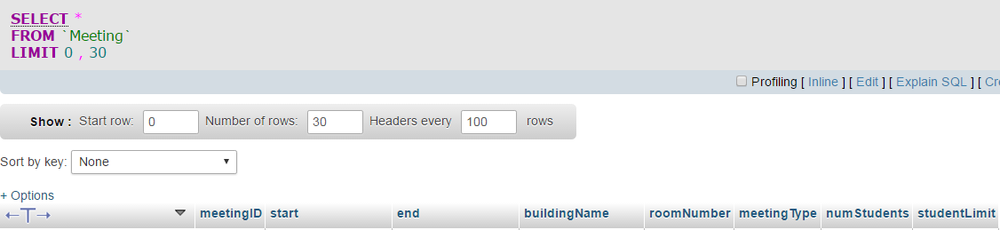 SELECT *
FROM `Meeting`
LIMIT 0 , 30
Profiling [ Inline ] [ Edit ] [ Explain SQL ] [ Cr
Show : Start row: 0 Number of rows: 30 Headers every 100 rows
Sort by key: None
+ Options
←T→ meetingID start end buildingName roomNumber meetingType numStudents studentLimit